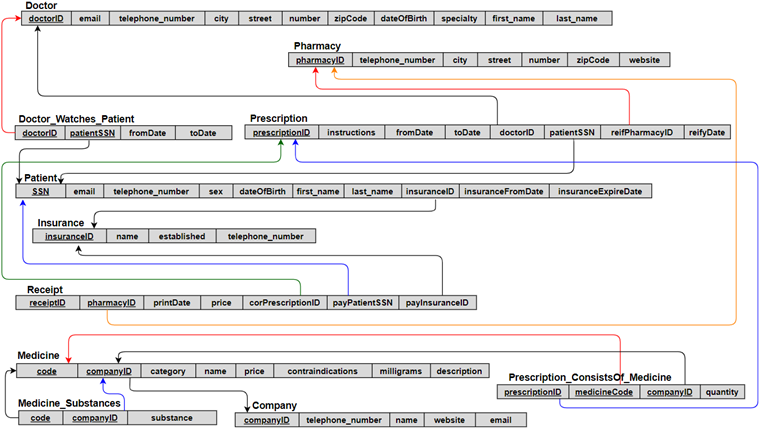 Doctor
doctorID email telephone_number city street number zipCode dateOfBirth specialty first_name last_name
Pharmacy
pharmacyID telephone_number city street number zipCode website
Doctor_Watches_Patient
doctorID patientSSN fromDate toDate
Prescription
prescriptionID instructions fromDate toDate doctorID patientSSN reifPharmacyID reifyDate
Patient
SSN email telephone_number sex dateOfBirth first_name last_name insuranceID insuranceFromDate insuranceExpireDate
Insurance
insuranceID name established telephone_number
Receipt
receiptID pharmacyID printDate price corPrescriptionID payPatientSSN payInsuranceID
Medicine
code companyID category name price contraindications milligrams description
Prescription_ConsistsOf_Medicine
prescriptionID medicineCode companyID quantity
Medicine_Substances
code companyID substance
Company
companyID telephone_number name website email